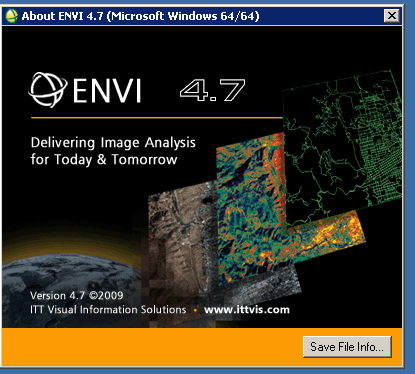 About ENVI 4.7 (Microsoft Windows 64/64)
ENVI 4.7
Delivering Image Analysis
for Today & Tomorrow
Version 4.7 ©2009
ITT Visual Information Solutions • www.ittvis.com
Save File Info...